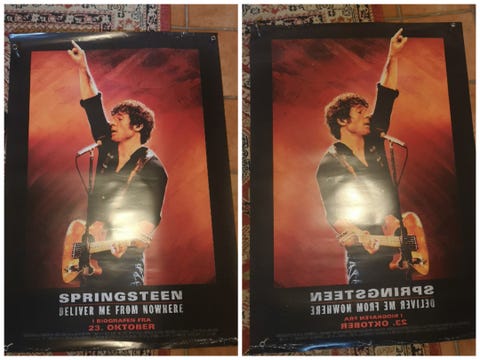 SPRINGSTEEN
DELIVER ME FROM NOWHERE
I BIOGRAFEN FRA
23. OKTOBER
SPRINGSTEEN
DELIVER ME FROM NOWHERE
I BIOGRAFEN FRA
23. OKTOBER